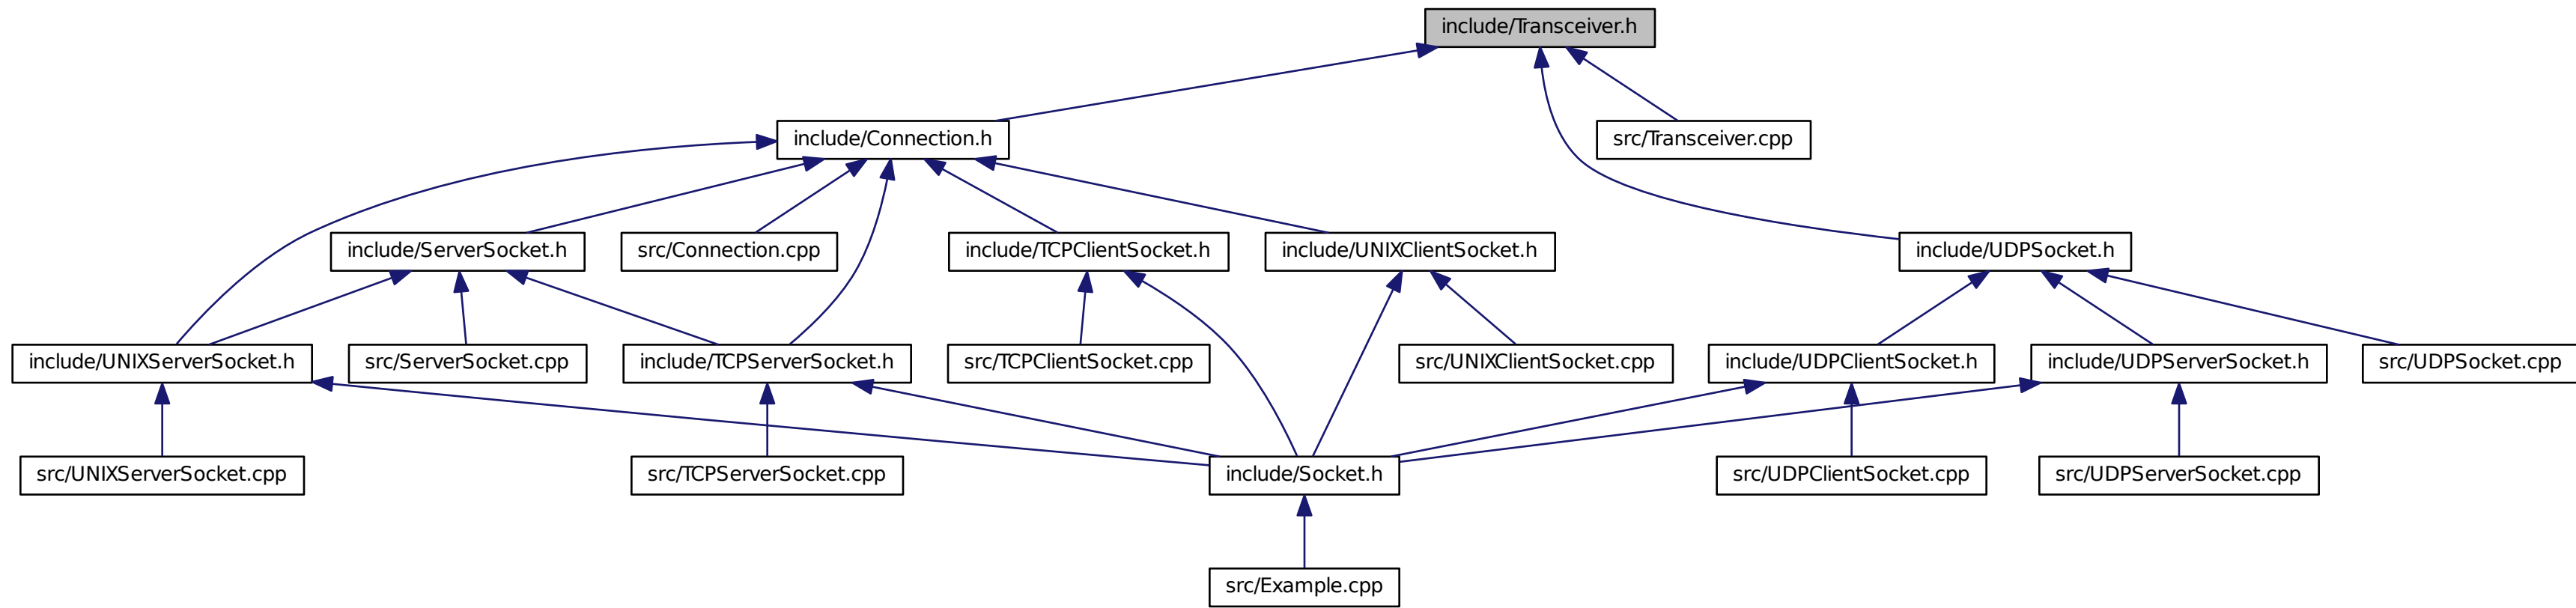 include/Transceiver.h
include/Connection.h
src/Transceiver.cpp
include/ServerSocket.h
src/Connection.cpp
include/TCPClientSocket.h
include/UNIXClientSocket.h
include/UDPSocket.h
include/UNIXServerSocket.h
src/ServerSocket.cpp
include/TCPServerSocket.h
src/TCPClientSocket.cpp
src/UNIXClientSocket.cpp
include/UDPClientSocket.h
include/UDPServerSocket.h
src/UDPSocket.cpp
src/UNIXServerSocket.cpp
src/TCPServerSocket.cpp
include/Socket.h
src/UDPClientSocket.cpp
src/UDPServerSocket.cpp
src/Example.cpp